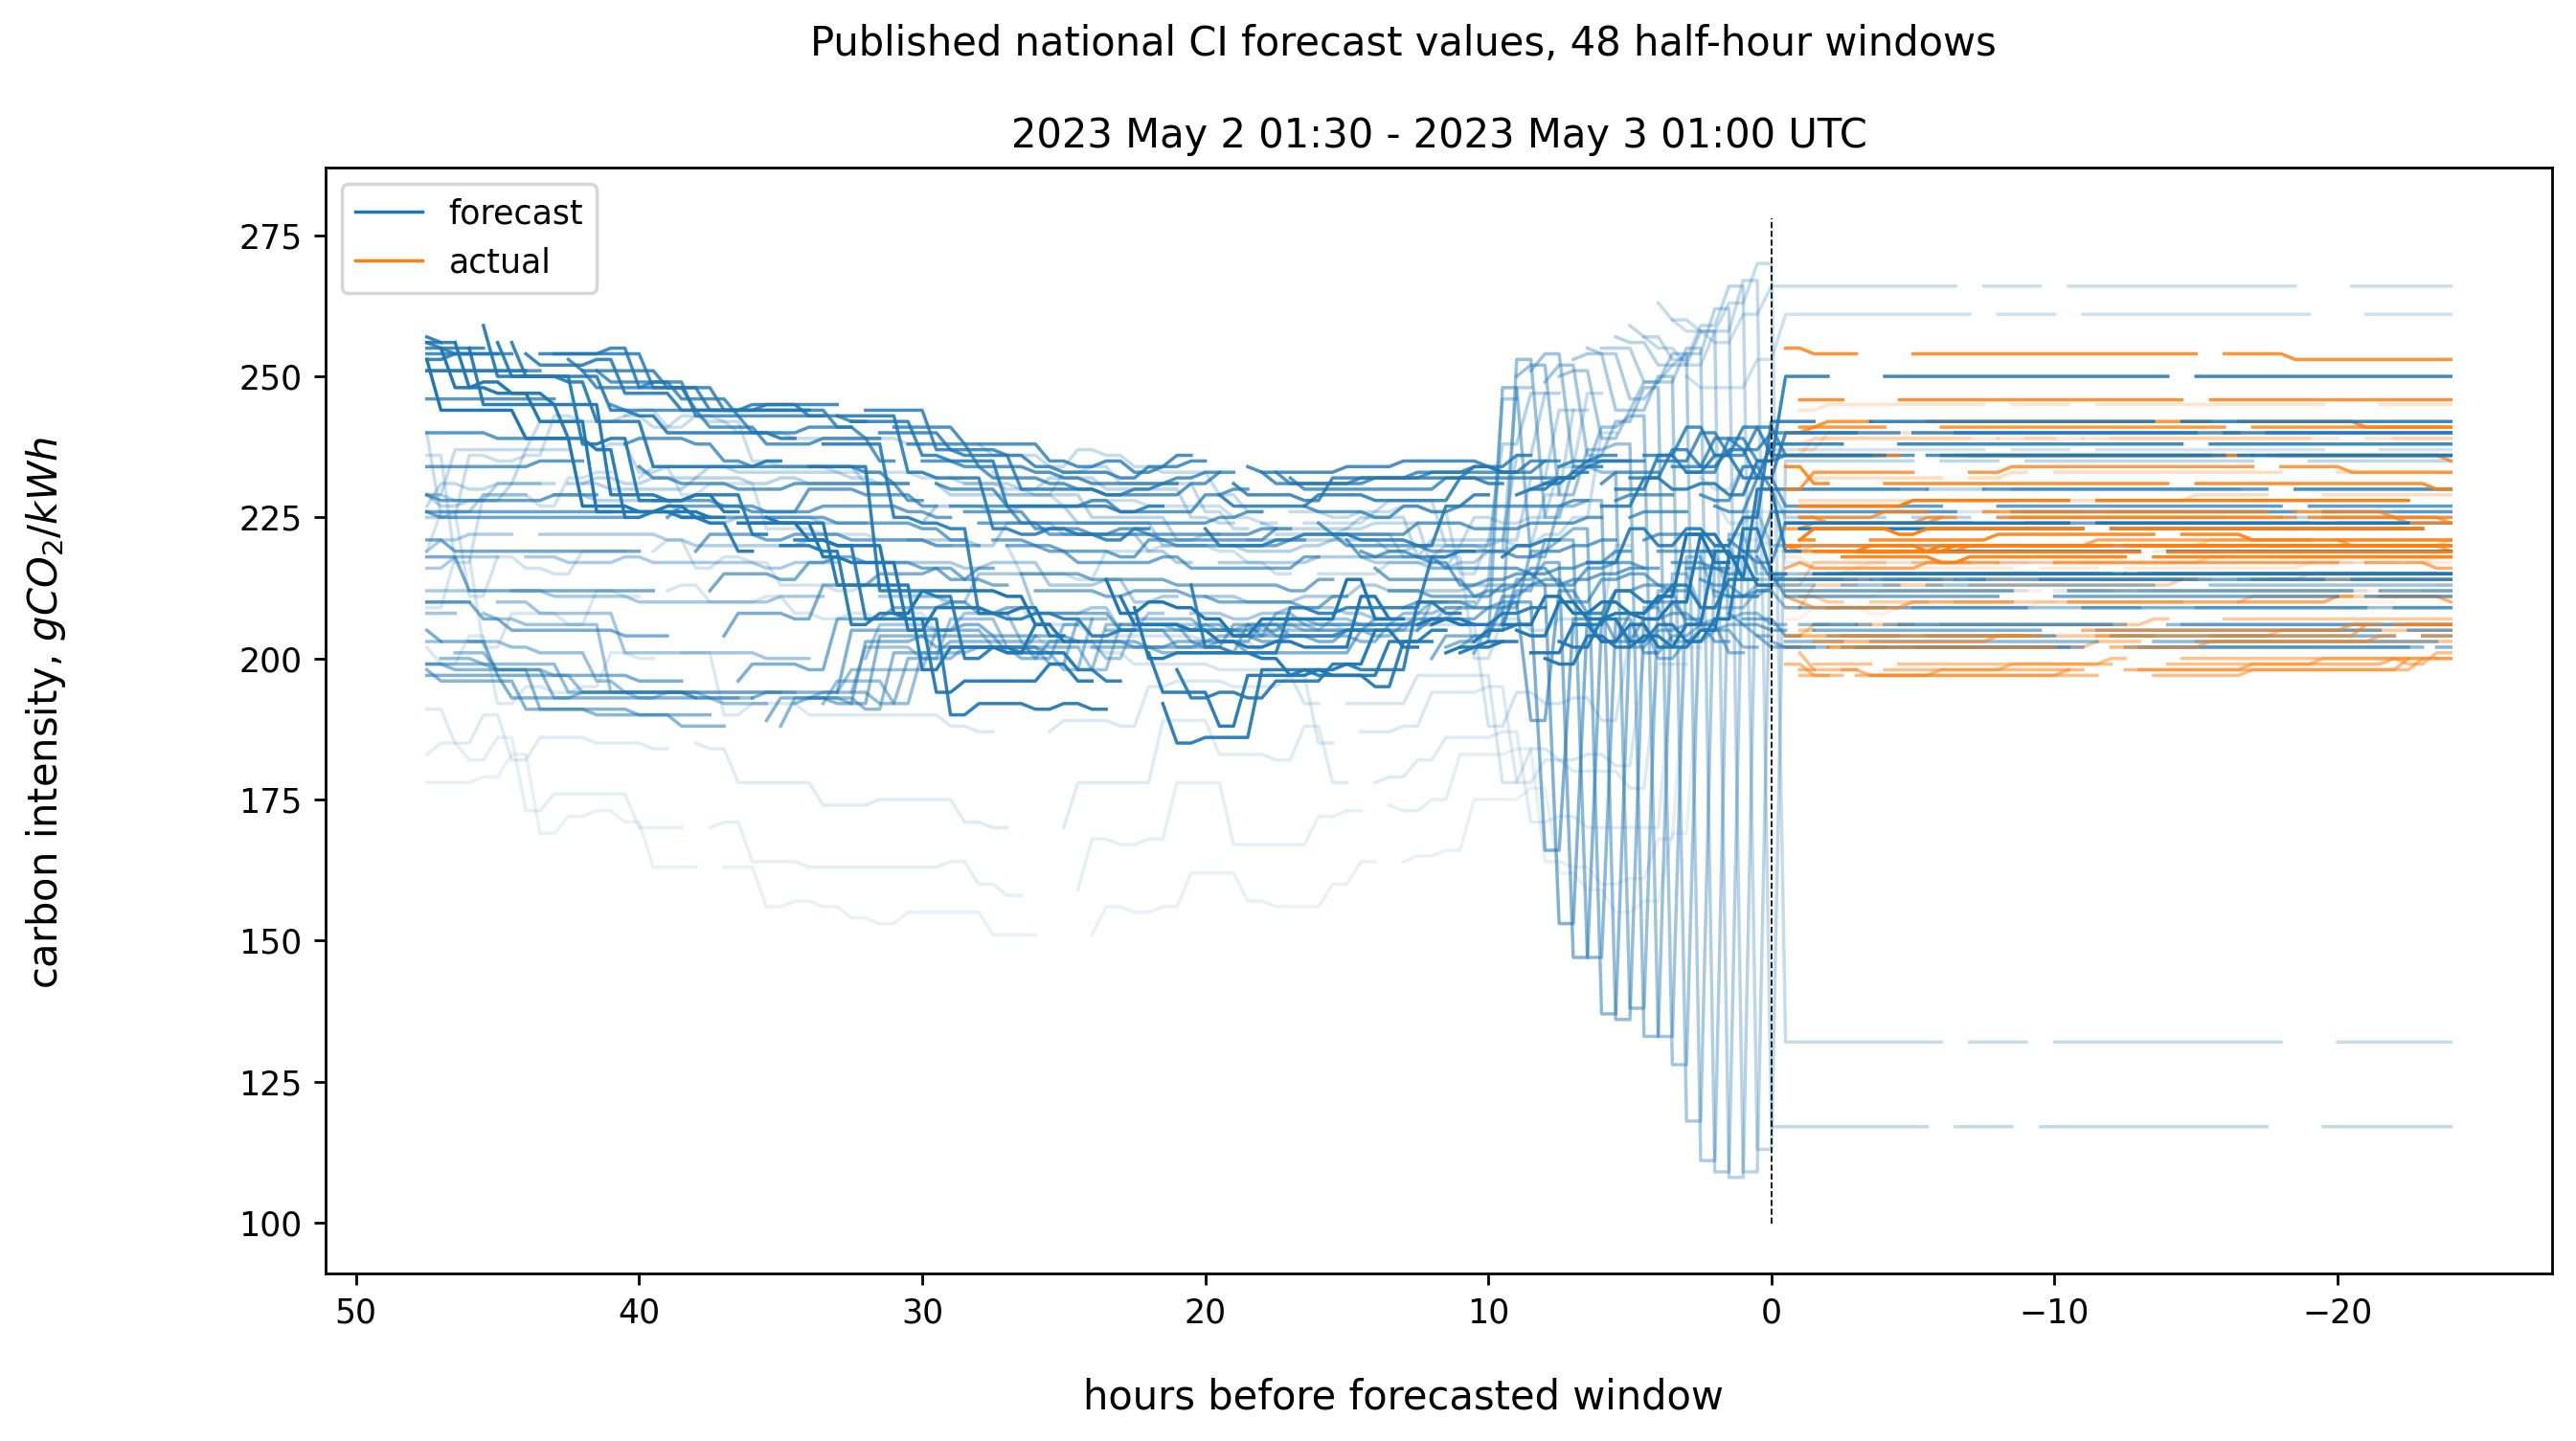 Published national CI forecast values, 48 half-hour windows
2023 May 2 01:30 - 2023 May 3 01:00 UTC
forecast
actual
carbon intensity, gCO₂/kWh
275
250
225
200
175
150
125
100
50 40 30 20 10 0 −10 −20
hours before forecasted window